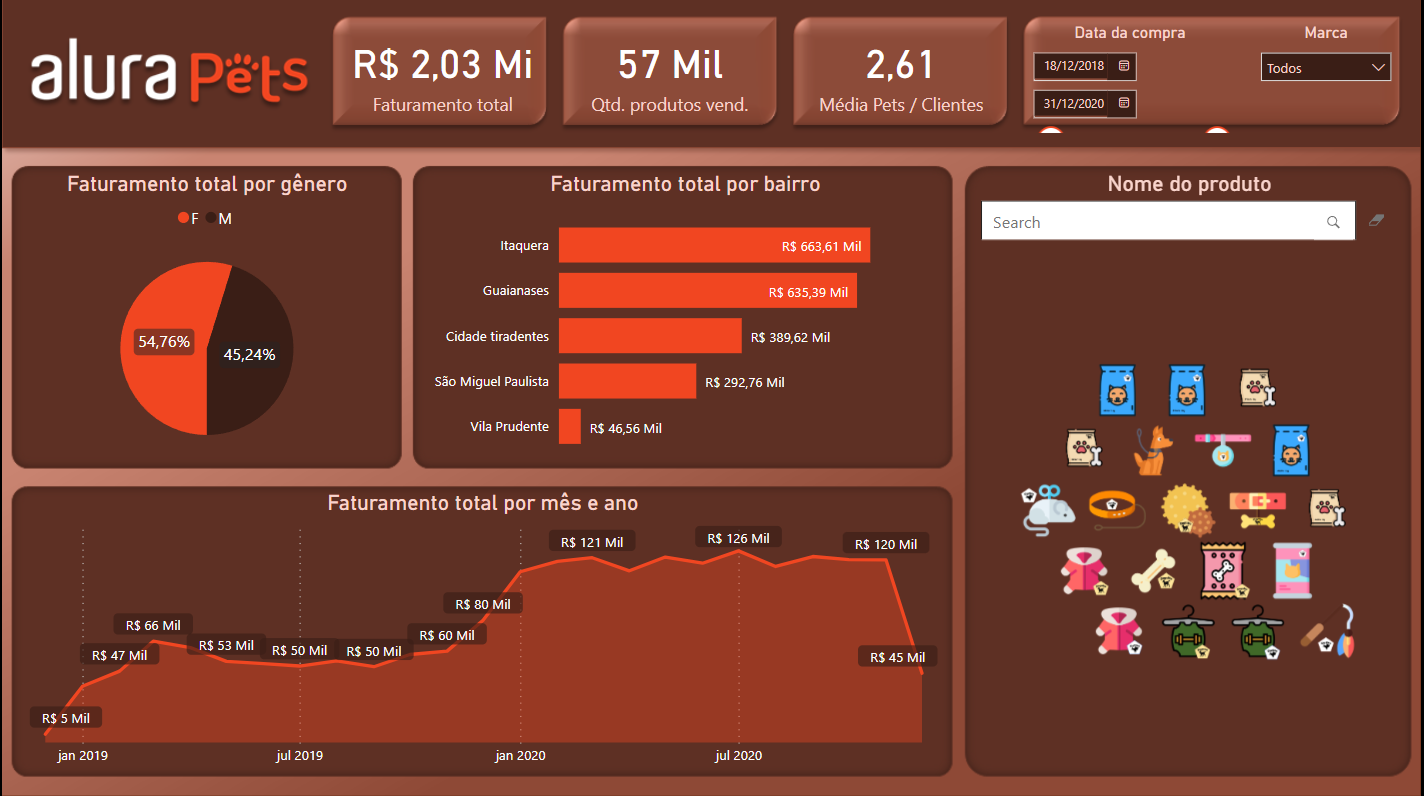 alura Pets
R$ 2,03 Mi
Faturamento total
57 Mil
Qtd. produtos vend.
2,61
Média Pets / Clientes
Data da compra
18/12/2018
31/12/2020
Marca
Todos
Faturamento total por gênero
F M
54,76%
45,24%
Faturamento total por bairro
Itaquera R$ 663,61 Mil
Guaianases R$ 635,39 Mil
Cidade tiradentes R$ 389,62 Mil
São Miguel Paulista R$ 292,76 Mil
Vila Prudente R$ 46,56 Mil
Nome do produto
Search
Faturamento total por mês e ano
R$ 5 Mil
R$ 47 Mil
R$ 66 Mil
R$ 53 Mil
R$ 50 Mil
R$ 50 Mil
R$ 60 Mil
R$ 80 Mil
R$ 121 Mil
R$ 126 Mil
R$ 120 Mil
R$ 45 Mil
jan 2019 jul 2019 jan 2020 jul 2020